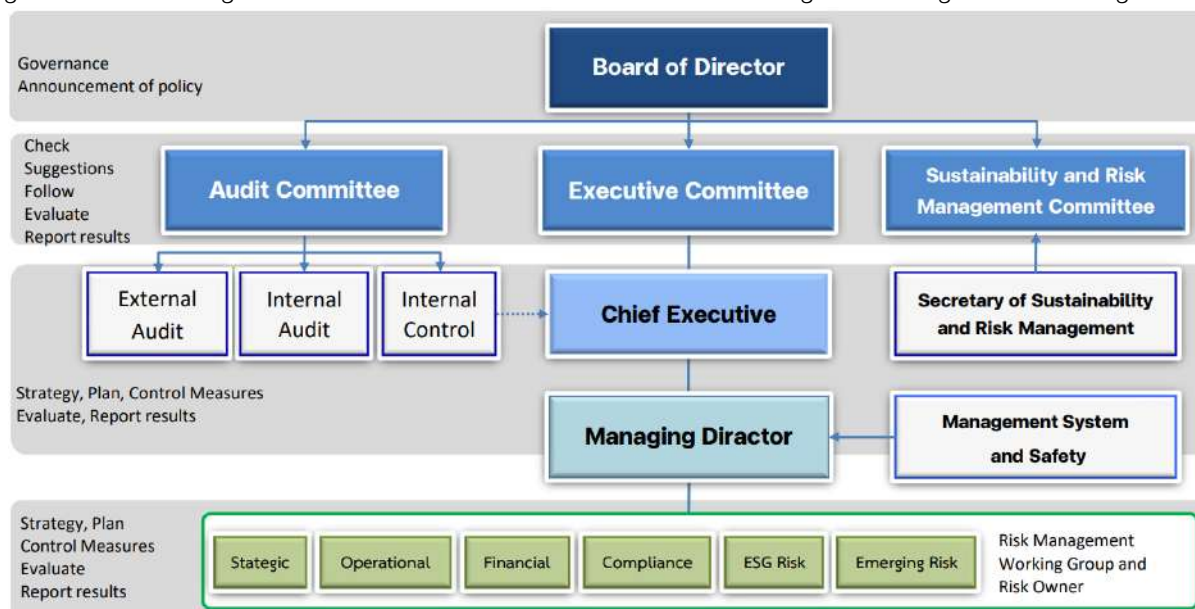 Governance
Announcement of policy
Board of Director
Check
Suggestions
Follow
Evaluate
Report results
Audit Committee
Executive Committee
Sustainability and Risk
Management Committee
External
Audit
Internal
Audit
Internal
Control
Chief Executive
Secretary of Sustainability
and Risk Management
Strategy, Plan, Control Measures
Evaluate, Report results
Managing Diractor
Management System
and Safety
Strategy, Plan
Control Measures
Evaluate
Report results
Stategic
Operational
Financial
Compliance
ESG Risk
Emerging Risk
Risk Management
Working Group and
Risk Owner